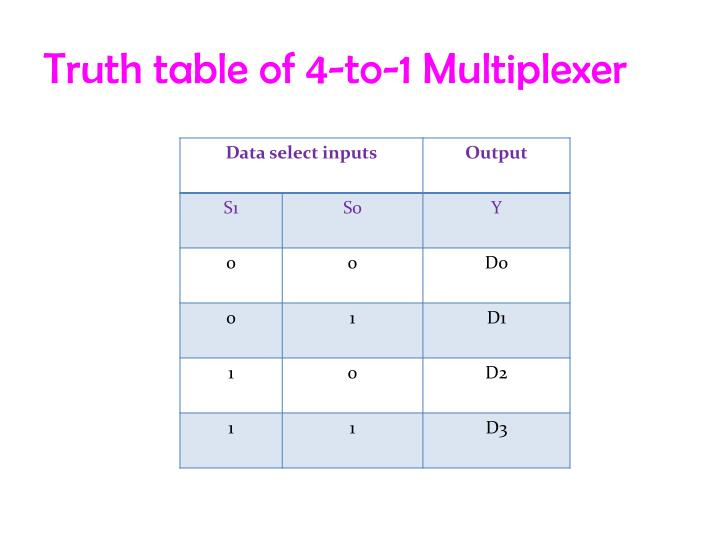 Truth table of 4-to-1 Multiplexer
Data select inputs Output
S1 S0 Y
0 0 D0
0 1 D1
1 0 D2
1 1 D3